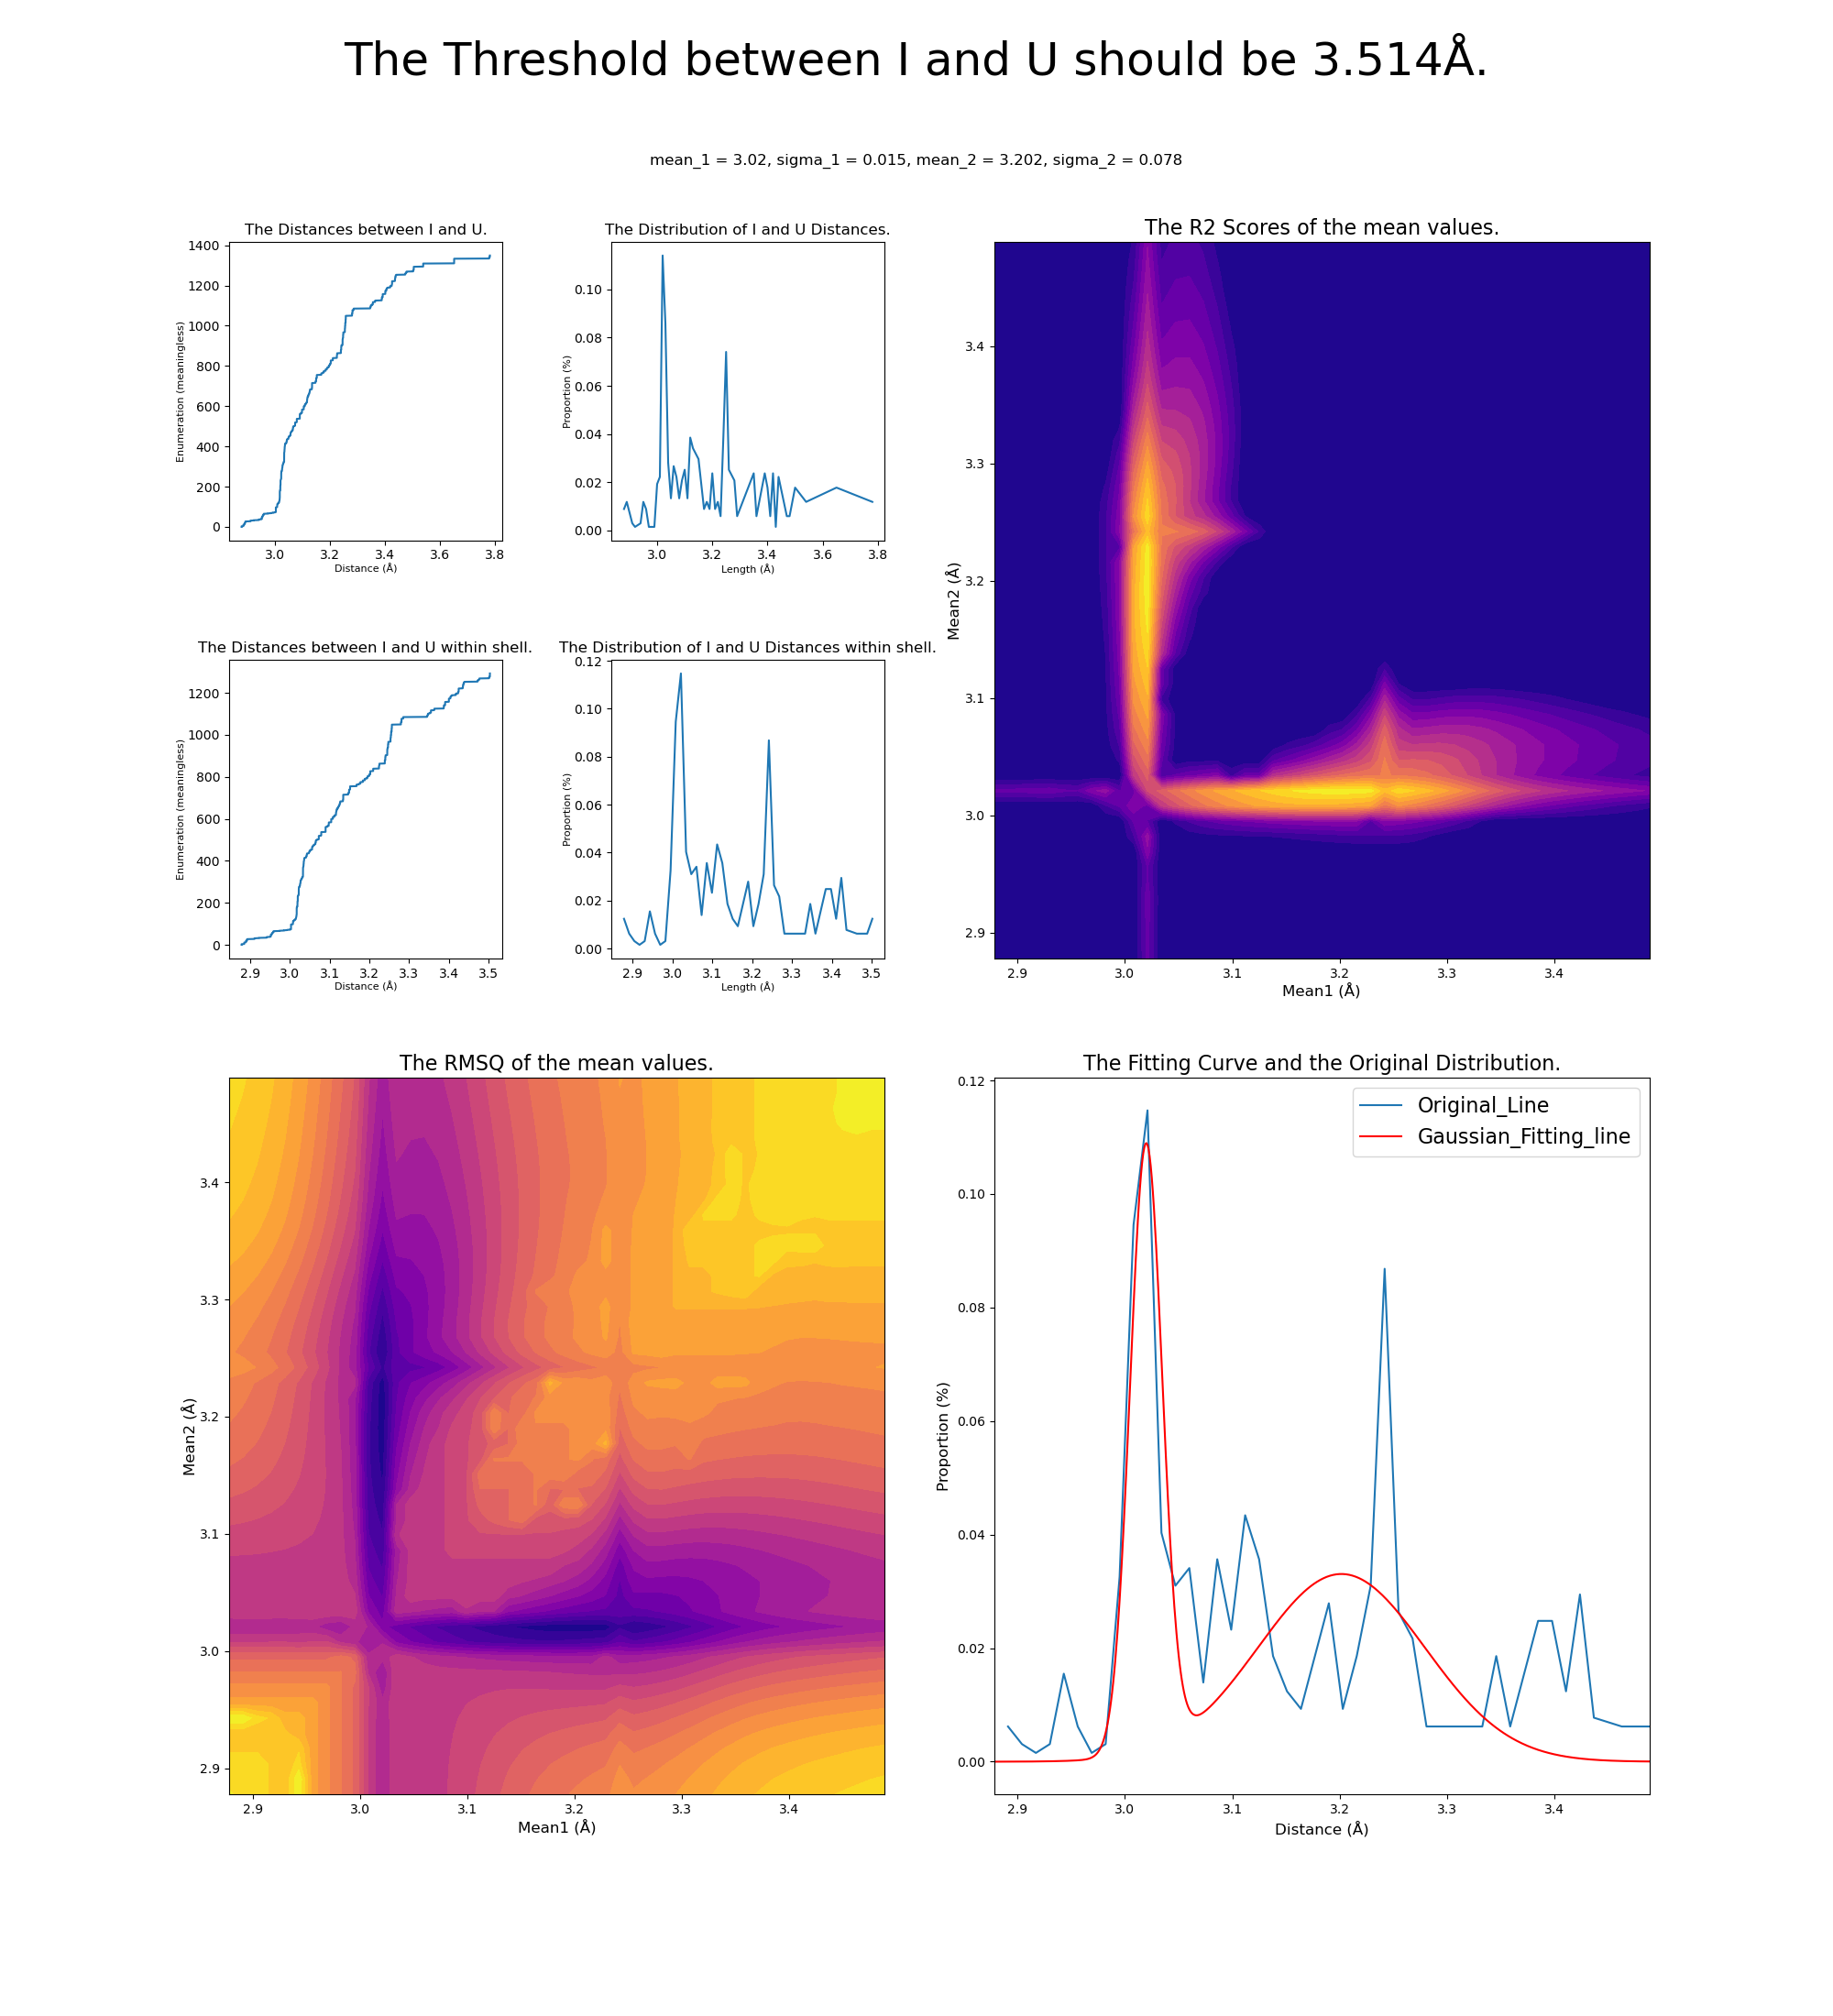 The Threshold between I and U should be 3.514Å.
mean_1 = 3.02, sigma_1 = 0.015, mean_2 = 3.202, sigma_2 = 0.078
The Distances between I and U.
Enumeration (meaningless)
1400
1200
1000
800
600
400
200
0
3.0 3.2 3.4 3.6 3.8
Distance (Å)
The Distribution of I and U Distances.
Proportion (%)
0.10
0.08
0.06
0.04
0.02
0.00
3.0 3.2 3.4 3.6 3.8
Length (Å)
The R2 Scores of the mean values.
Mean2 (Å)
3.4
3.3
3.2
3.1
3.0
2.9
2.9 3.0 3.1 3.2 3.3 3.4
Mean1 (Å)
The Distances between I and U within shell.
Enumeration (meaningless)
1200
1000
800
600
400
200
0
2.9 3.0 3.1 3.2 3.3 3.4 3.5
Distance (Å)
The Distribution of I and U Distances within shell.
Proportion (%)
0.12
0.10
0.08
0.06
0.04
0.02
0.00
2.9 3.0 3.1 3.2 3.3 3.4 3.5
Length (Å)
The RMSQ of the mean values.
Mean2 (Å)
3.4
3.3
3.2
3.1
3.0
2.9
2.9 3.0 3.1 3.2 3.3 3.4
Mean1 (Å)
The Fitting Curve and the Original Distribution.
Original_Line
Gaussian_Fitting_line
Proportion (%)
0.12
0.10
0.08
0.06
0.04
0.02
0.00
2.9 3.0 3.1 3.2 3.3 3.4
Distance (Å)